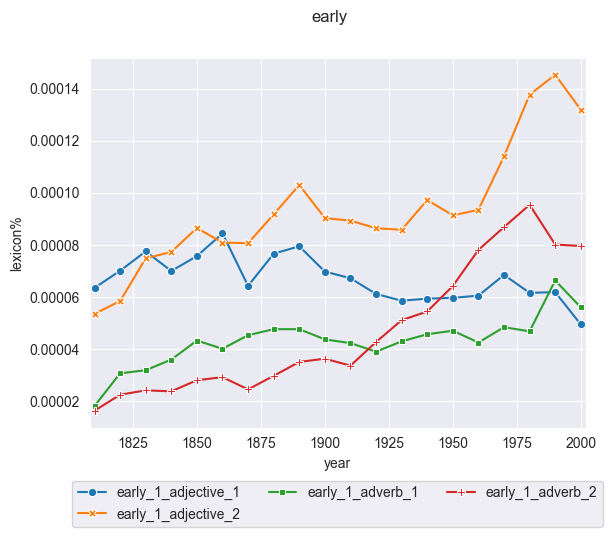 early
0.00014
0.00012
0.00010
0.00008
0.00006
0.00004
0.00002
lexicon%
1825 1850 1875 1900 1925 1950 1975 2000
year
early_1_adjective_1 early_1_adverb_1 early_1_adverb_2
early_1_adjective_2